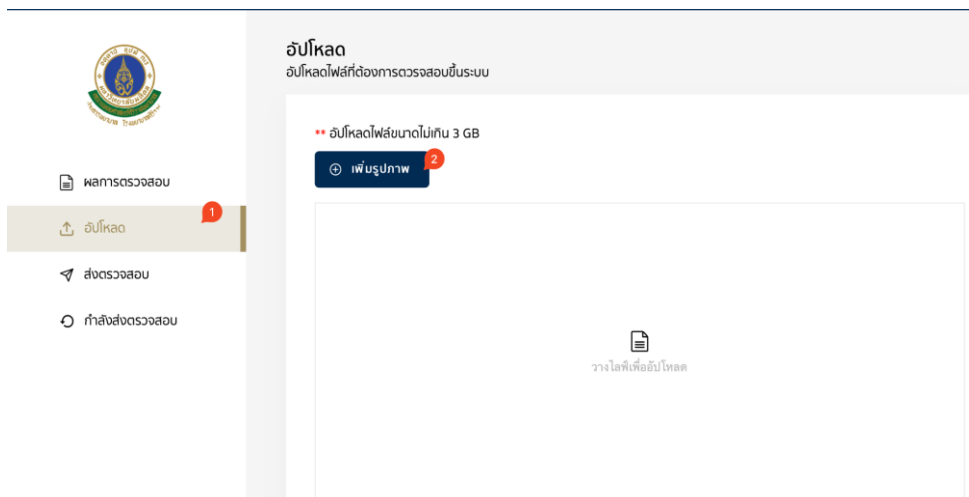 อัปโหลด
อัปโหลดไฟล์ที่ต้องการตวรจสอบขึ้นระบบ
** อัปโหลดไฟล์ขนาดไม่เกิน 3 GB
เพิ่มรูปภาพ
2
ผลการตรวจสอบ
1
อัปโหลด
ส่งตรวจสอบ
กำลังส่งตรวจสอบ
วางไลฟ์เพื่ออัปโหลด